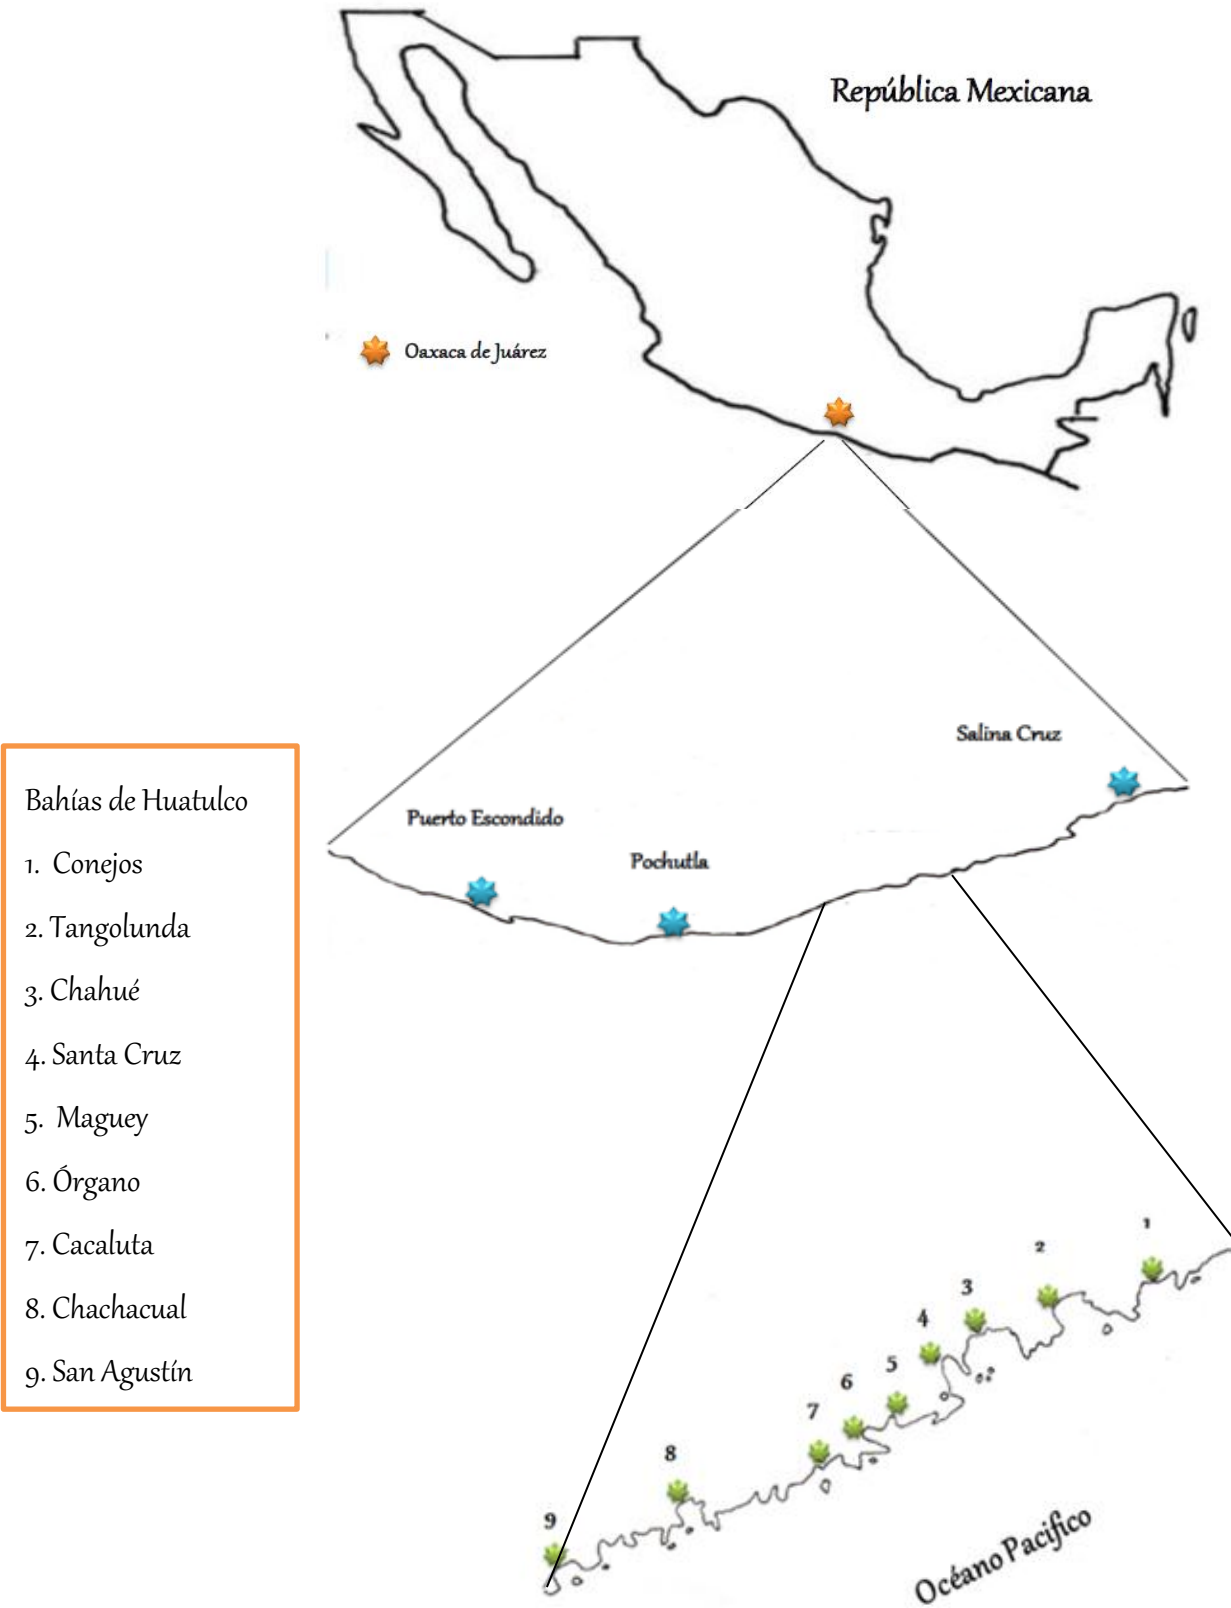 República Mexicana
Oaxaca de Juárez
Salina Cruz
Puerto Escondido
Pochutla
Bahías de Huatulco
1. Conejos
2. Tangolunda
3. Chahué
4. Santa Cruz
5. Maguey
6. Órgano
7. Cacaluta
8. Chachacual
9. San Agustín
1
2
3
4
5
6
7
8
9
Océano Pacifico